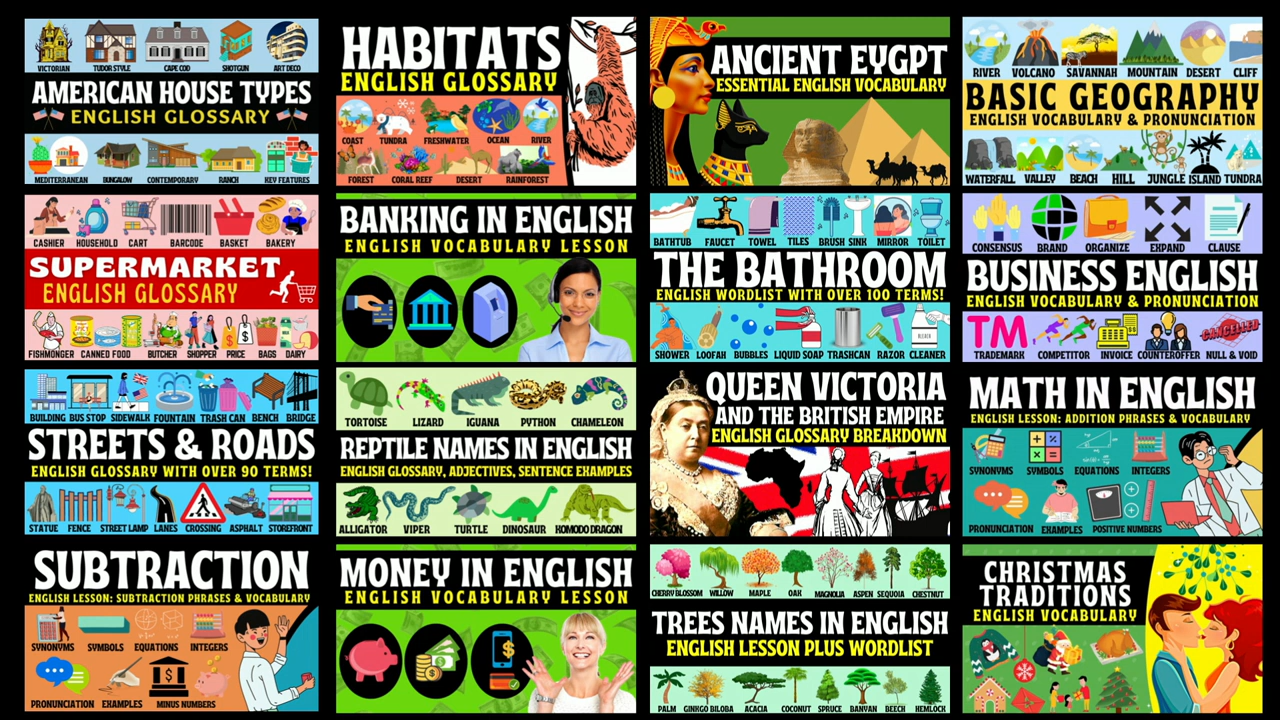 VICTORIAN TUDOR STYLE CAPE COD SHOTGUN ART DECO
AMERICAN HOUSE TYPES
ENGLISH GLOSSARY
MEDITERRANEAN BUNGALOW CONTEMPORARY RANCH KEY FEATURES
HABITATS
ENGLISH GLOSSARY
COAST TUNDRA FRESHWATER OCEAN RIVER
FOREST CORAL REEF DESERT RAINFOREST
ANCIENT EYGPT
ESSENTIAL ENGLISH VOCABULARY
RIVER VOLCANO SAVANNAH MOUNTAIN DESERT CLIFF
BASIC GEOGRAPHY
ENGLISH VOCABULARY & PRONUNCIATION
WATERFALL VALLEY BEACH HILL JUNGLE ISLAND TUNDRA
CASHIER HOUSEHOLD CART BARCODE BASKET BAKERY
SUPERMARKET
ENGLISH GLOSSARY
FISHMONGER CANNED FOOD BUTCHER SHOPPER PRICE BAGS DAIRY
BANKING IN ENGLISH
ENGLISH VOCABULARY LESSON
BATHTUB FAUCET TOWEL TILES BRUSH SINK MIRROR TOILET
THE BATHROOM
ENGLISH WORDLIST WITH OVER 100 TERMS!
SHOWER LOOFAH BUBBLES LIQUID SOAP TRASHCAN RAZOR CLEANER
CONSENSUS BRAND ORGANIZE EXPAND CLAUSE
BUSINESS ENGLISH
ENGLISH VOCABULARY & PRONUNCIATION
TM
CANCELLED
TRADEMARK COMPETITOR INVOICE COUNTEROFFER NULL & VOID
BUILDING BUS STOP SIDEWALK FOUNTAIN TRASH CAN BENCH BRIDGE
STREETS & ROADS
ENGLISH GLOSSARY WITH OVER 90 TERMS!
STATUE FENCE STREET LAMP LANES CROSSING ASPHALT STOREFRONT
TORTOISE LIZARD IGUANA PYTHON CHAMELEON
REPTILE NAMES IN ENGLISH
ENGLISH GLOSSARY, ADJECTIVES, SENTENCE EXAMPLES
ALLIGATOR VIPER TURTLE DINOSAUR KOMODO DRAGON
QUEEN VICTORIA
AND THE BRITISH EMPIRE
ENGLISH GLOSSARY BREAKDOWN
MATH IN ENGLISH
ENGLISH LESSON: ADDITION PHRASES & VOCABULARY
SYNONYMS SYMBOLS EQUATIONS INTEGERS
PRONUNCIATION EXAMPLES POSITIVE NUMBERS
SUBTRACTION
ENGLISH LESSON: SUBTRACTION PHRASES & VOCABULARY
SYNONYMS SYMBOLS EQUATIONS INTEGERS
PRONUNCIATION EXAMPLES MINUS NUMBERS
MONEY IN ENGLISH
ENGLISH VOCABULARY LESSON
CHERRY BLOSSOM WILLOW MAPLE OAK MAGNOLIA ASPEN SEQUOIA CHESTNUT
TREES NAMES IN ENGLISH
ENGLISH LESSON PLUS WORDLIST
PALM GINKGO BILOBA ACACIA COCONUT SPRUCE BANYAN BEECH HEMLOCK
CHRISTMAS
TRADITIONS
ENGLISH VOCABULARY